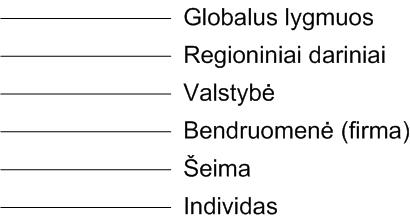 Globalus lygmuos
Regioniniai dariniai
Valstybė
Bendruomenė (firma)
Šeima
Individas